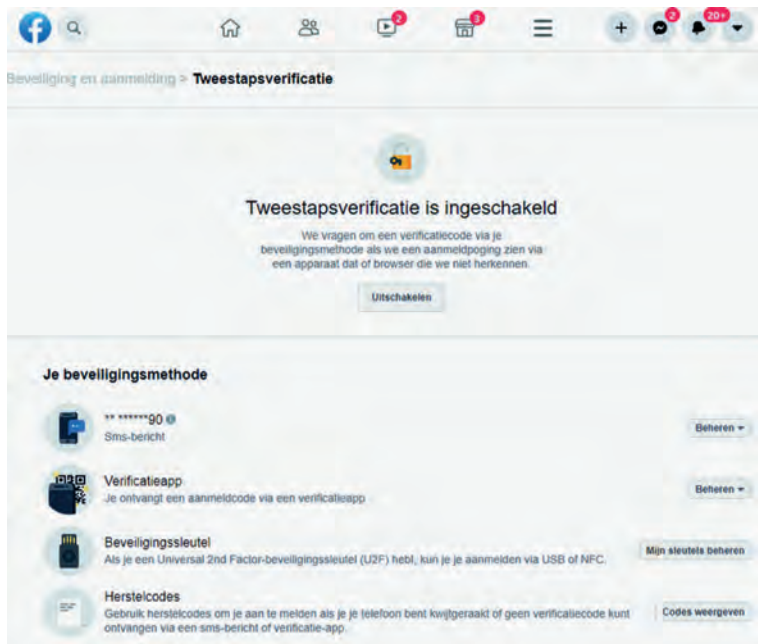 f
2
3
+
2
20+
Beveiliging en aanmelding > Tweestapsverificatie
Tweestapsverificatie is ingeschakeld
We vragen om een verificatiecode via je
beveiligingsmethode als we een aanmeldpoging zien via
een apparaat dat of browser die we niet herkennen.
Uitschakelen
Je beveiligingsmethode
** ******90
Sms-bericht
Beheren
Verificatieapp
Je ontvangt een aanmeldcode via een verificatieapp
Beheren
Beveiligingssleutel
Als je een Universal 2nd Factor-beveiligingssleutel (U2F) hebt, kun je je aanmelden via USB of NFC.
Mijn sleutels beheren
Herstelcodes
Gebruik herstelcodes om je aan te melden als je je telefoon bent kwijtgeraakt of geen verificatiecode kunt
ontvangen via een sms-bericht of verificatie-app.
Codes weergeven